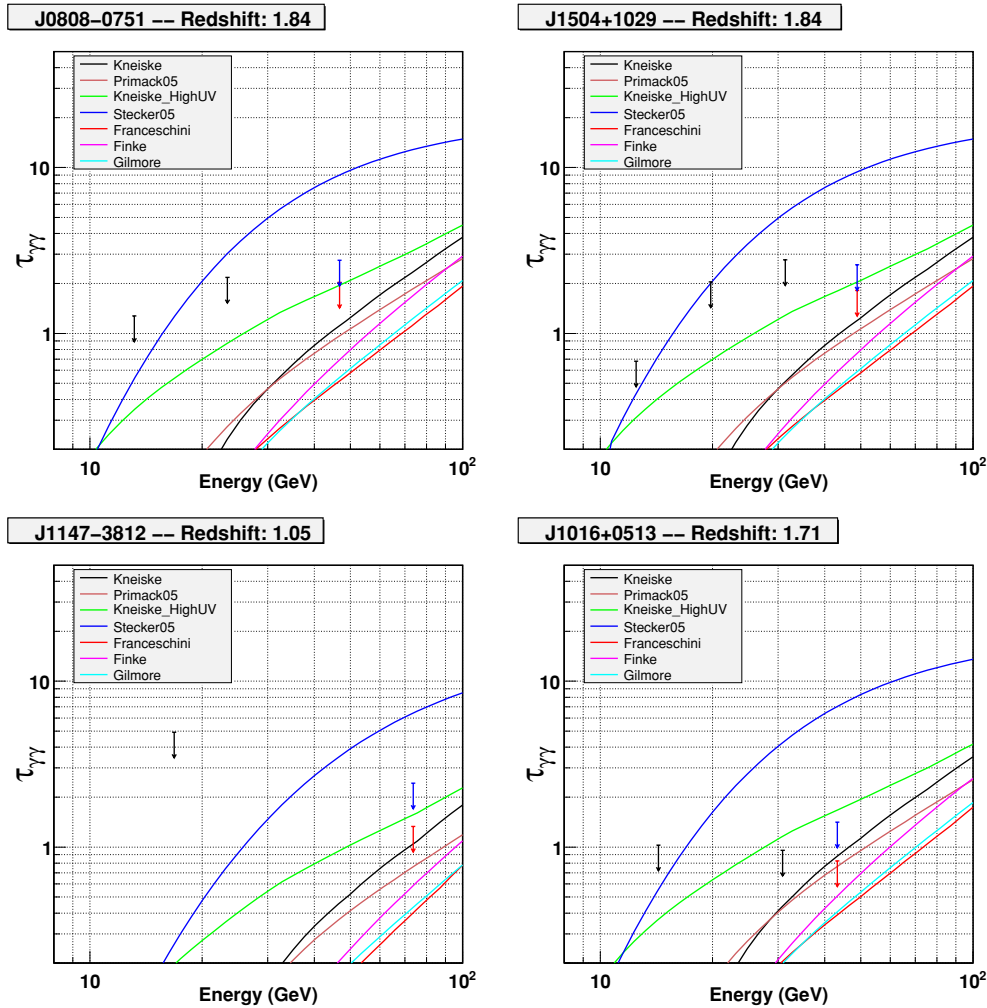 J0808−0751 −− Redshift: 1.84
Kneiske
Primack05
Kneiske_HighUV
Stecker05
Franceschini
Finke
Gilmore
10
1
τγγ
10
10²
Energy (GeV)
J1504+1029 −− Redshift: 1.84
Kneiske
Primack05
Kneiske_HighUV
Stecker05
Franceschini
Finke
Gilmore
10
1
τγγ
10
10²
Energy (GeV)
J1147−3812 −− Redshift: 1.05
Kneiske
Primack05
Kneiske_HighUV
Stecker05
Franceschini
Finke
Gilmore
10
1
τγγ
10
10²
Energy (GeV)
J1016+0513 −− Redshift: 1.71
Kneiske
Primack05
Kneiske_HighUV
Stecker05
Franceschini
Finke
Gilmore
10
1
τγγ
10
10²
Energy (GeV)